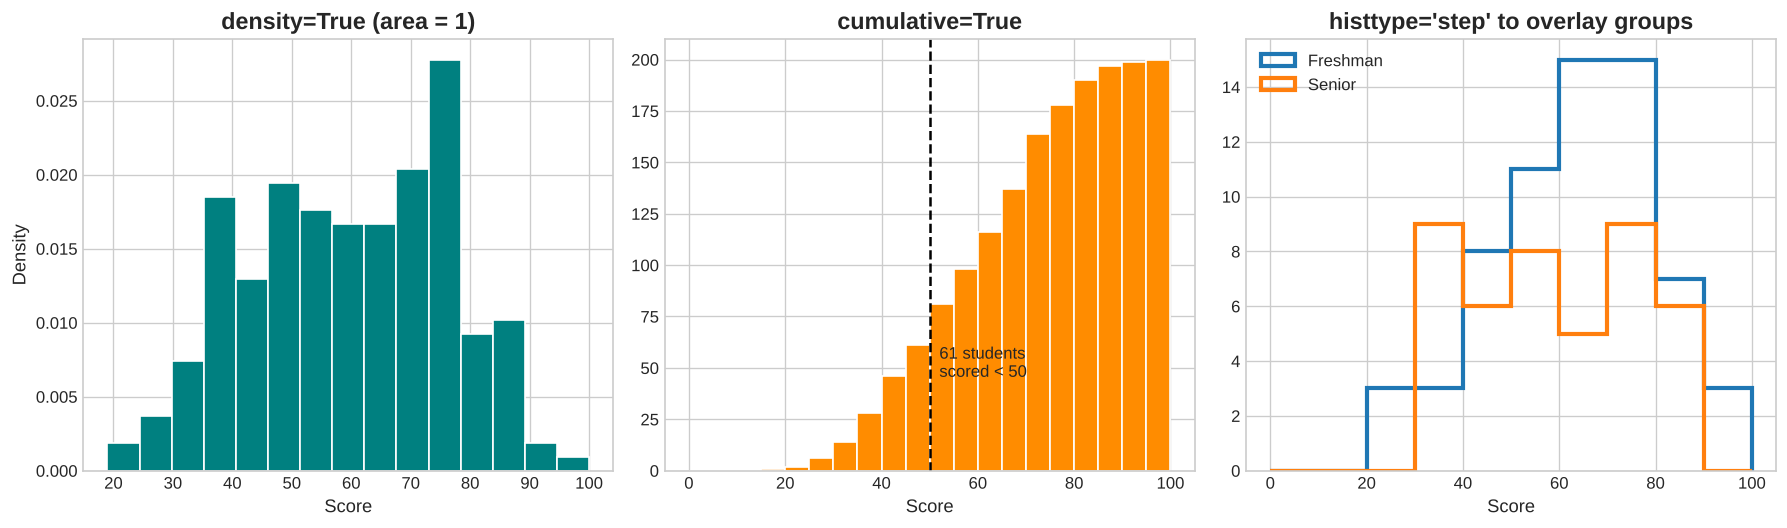 density=True (area = 1)
Density
0.025
0.020
0.015
0.010
0.005
0.000
20 30 40 50 60 70 80 90 100
Score
cumulative=True
200
175
150
125
100
75
50
25
0
61 students
scored < 50
0 20 40 60 80 100
Score
histtype='step' to overlay groups
Freshman
Senior
14
12
10
8
6
4
2
0
0 20 40 60 80 100
Score